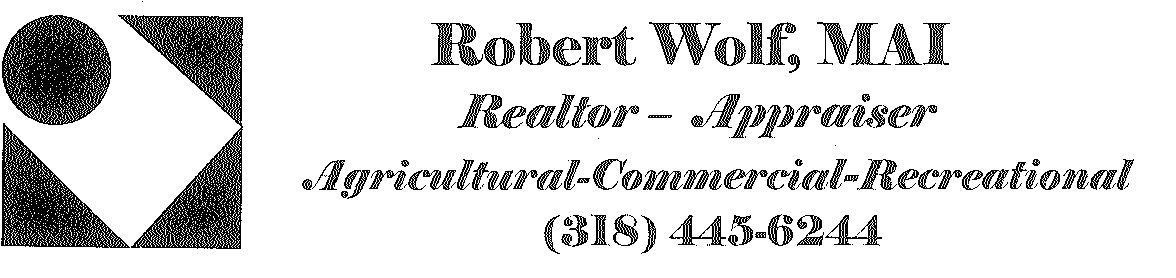 Robert Wolf, MAI
Realtor – Appraiser
Agricultural-Commercial-Recreational
(318) 445-6244